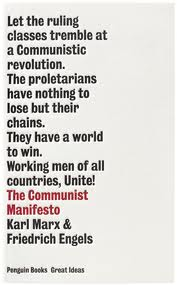 Let the ruling
classes tremble at
a Communistic
revolution.
The proletarians
have nothing to
lose but their
chains.
They have a world
to win.
Working men of all
countries, Unite!
The Communist
Manifesto
Karl Marx &
Friedrich Engels
Penguin Books  Great Ideas